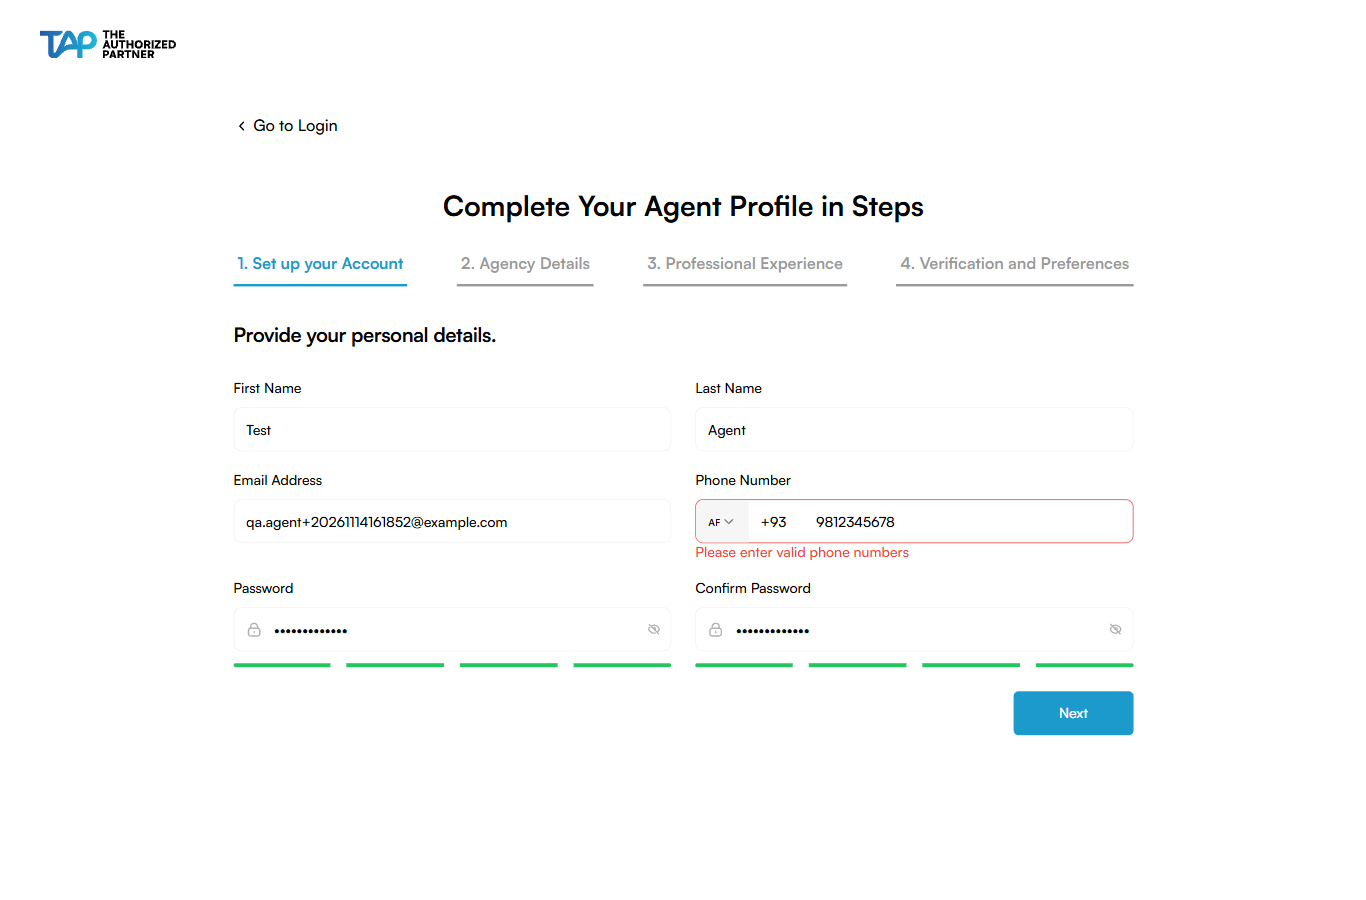 TAP THE
AUTHORIZED
PARTNER
Go to Login
Complete Your Agent Profile in Steps
1. Set up your Account 2. Agency Details 3. Professional Experience 4. Verification and Preferences
Provide your personal details.
First Name Last Name
Test Agent
Email Address Phone Number
qa.agent+20261114161852@example.com AF +93 9812345678
Please enter valid phone numbers
Password Confirm Password
••••••••••••• •••••••••••••
Next